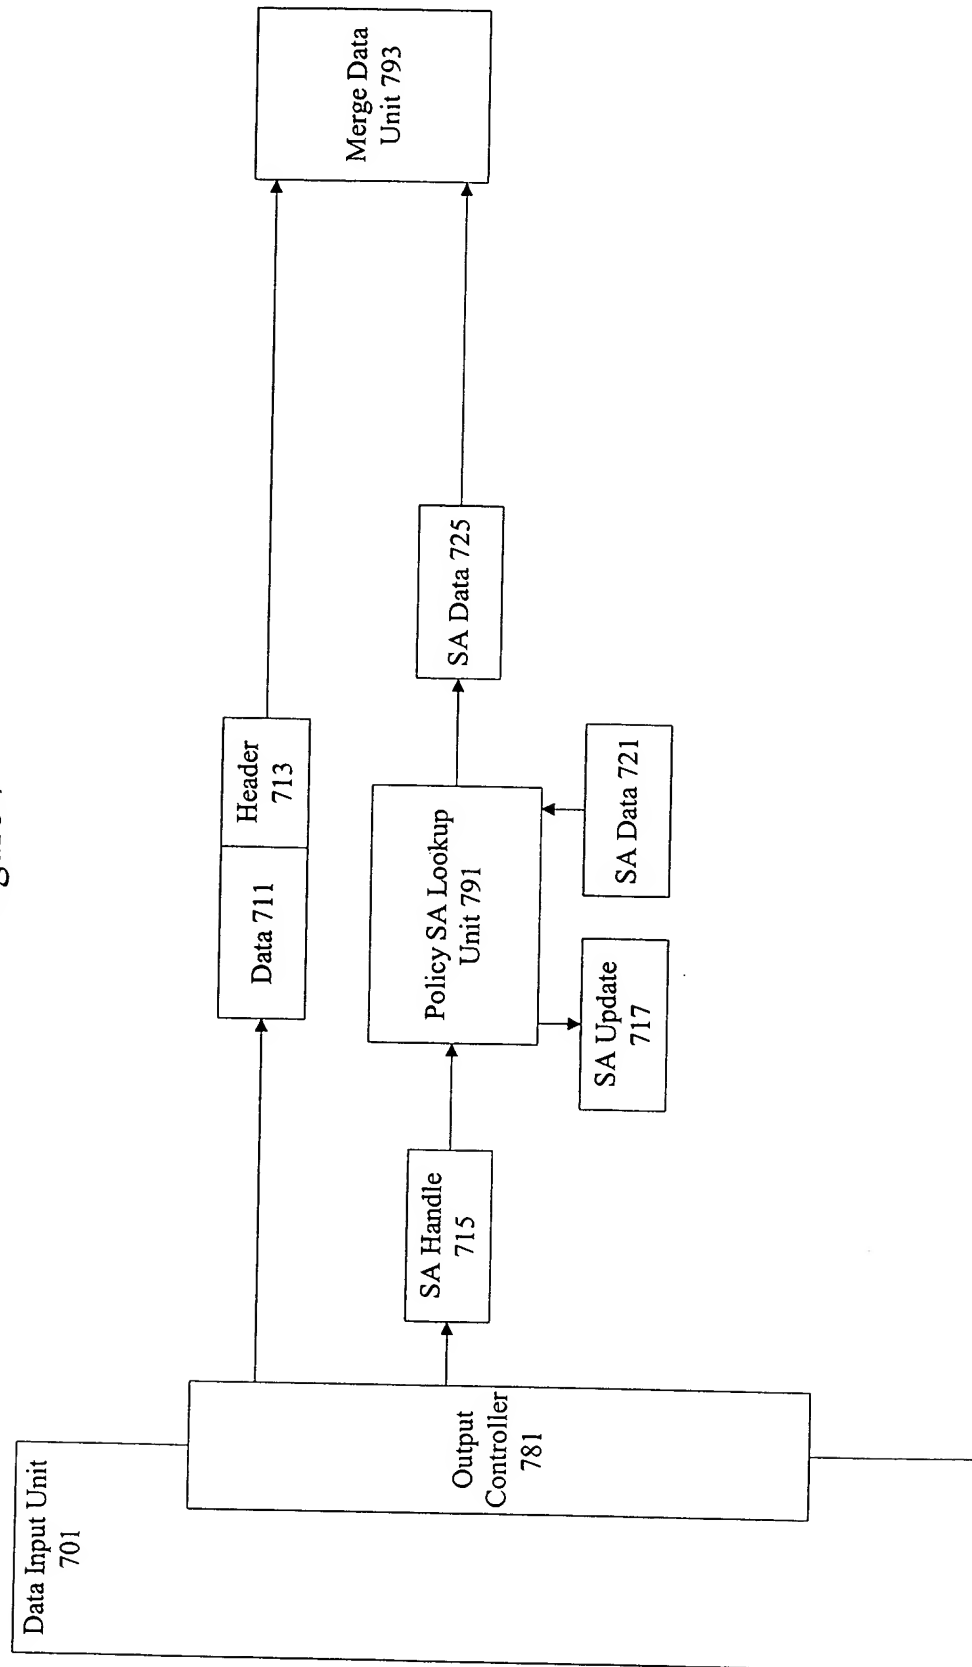 Data Input Unit
701
Output
Controller
781
Data 711
Header
713
SA Handle
715
Policy SA Lookup
Unit 791
SA Update
717
SA Data 721
SA Data 725
Merge Data
Unit 793